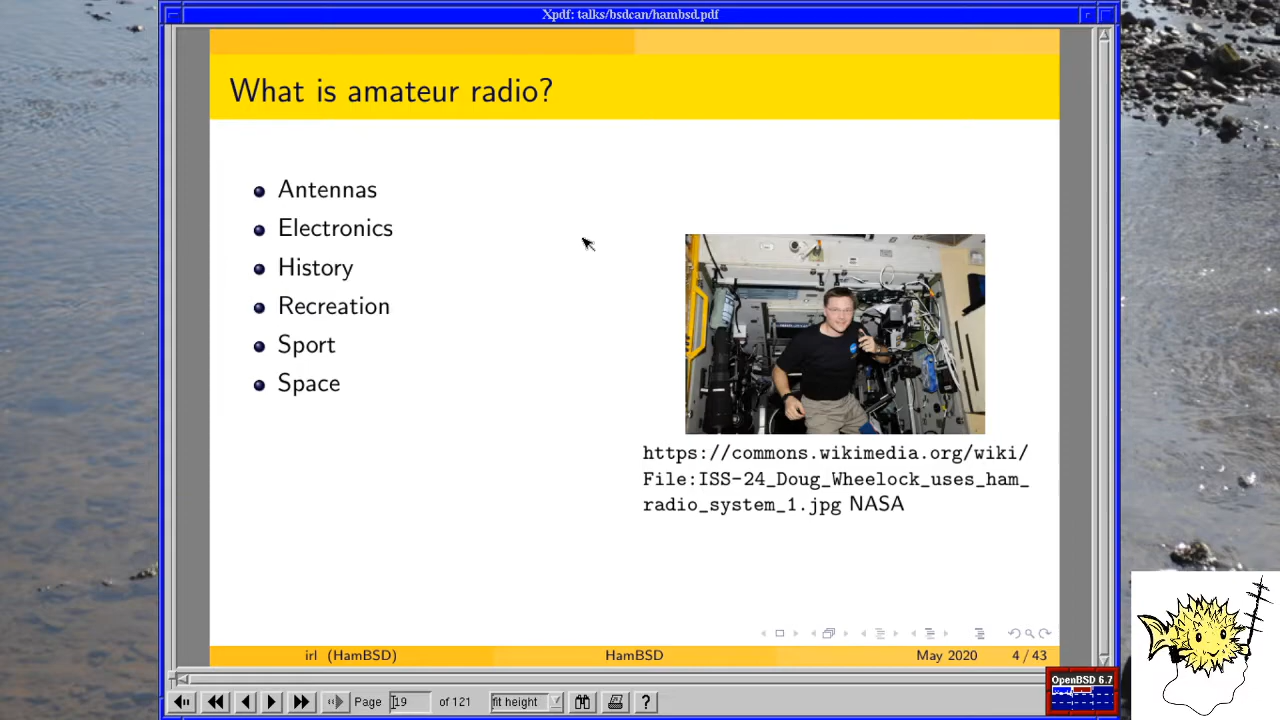 Xpdf: talks/bsdcan/hambsd.pdf
What is amateur radio?
Antennas
Electronics
History
Recreation
Sport
Space
https://commons.wikimedia.org/wiki/
File:ISS-24_Doug_Wheelock_uses_ham_
radio_system_1.jpg NASA
irl (HamBSD) HamBSD May 2020 4 / 43
OpenBSD 6.7
Page 19 of 121 fit height ?